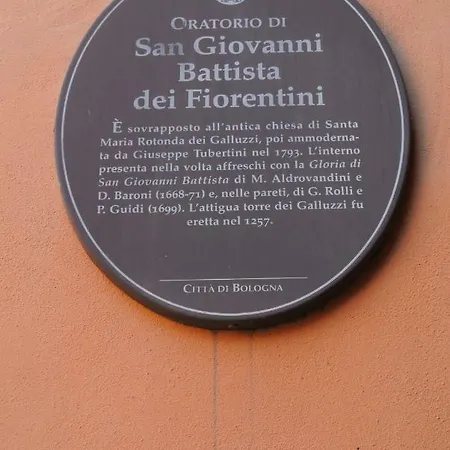 ORATORIO DI
SAN GIOVANNI
BATTISTA
DEI FIORENTINI
È sovrapposto all'antica chiesa di Santa
Maria Rotonda dei Galluzzi, poi ammoderna-
ta da Giuseppe Tubertini nel 1793. L'interno
presenta nella volta affreschi con la Gloria di
San Giovanni Battista di M. Aldrovandini e
D. Baroni (1668-71) e, nelle pareti, di G. Rolli e
P. Guidi (1699). L'attigua torre dei Galluzzi fu
eretta nel 1257.
CITTÀ DI BOLOGNA